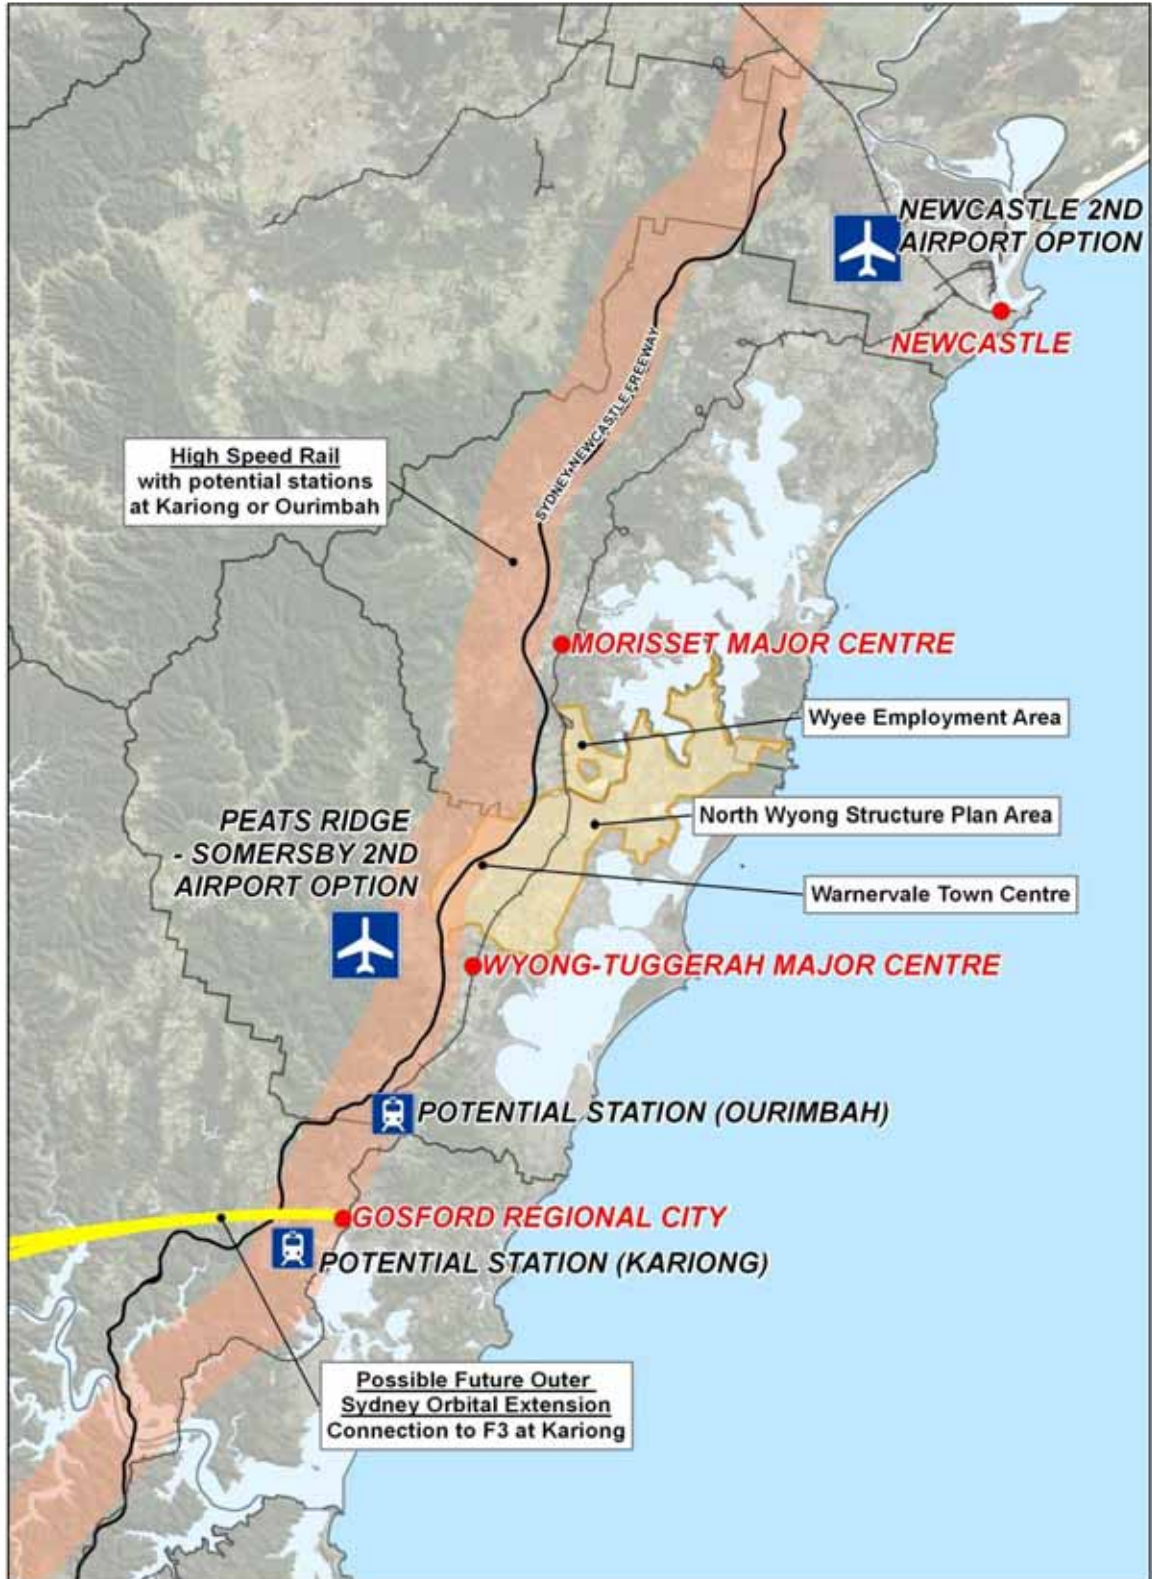 NEWCASTLE 2ND
AIRPORT OPTION
NEWCASTLE
SYDNEY-NEWCASTLE FREEWAY
High Speed Rail
with potential stations
at Kariong or Ourimbah
MORISSET MAJOR CENTRE
Wyee Employment Area
North Wyong Structure Plan Area
PEATS RIDGE
- SOMERSBY 2ND
AIRPORT OPTION
Warnervale Town Centre
WYONG-TUGGERAH MAJOR CENTRE
POTENTIAL STATION (OURIMBAH)
GOSFORD REGIONAL CITY
POTENTIAL STATION (KARIONG)
Possible Future Outer
Sydney Orbital Extension
Connection to F3 at Kariong